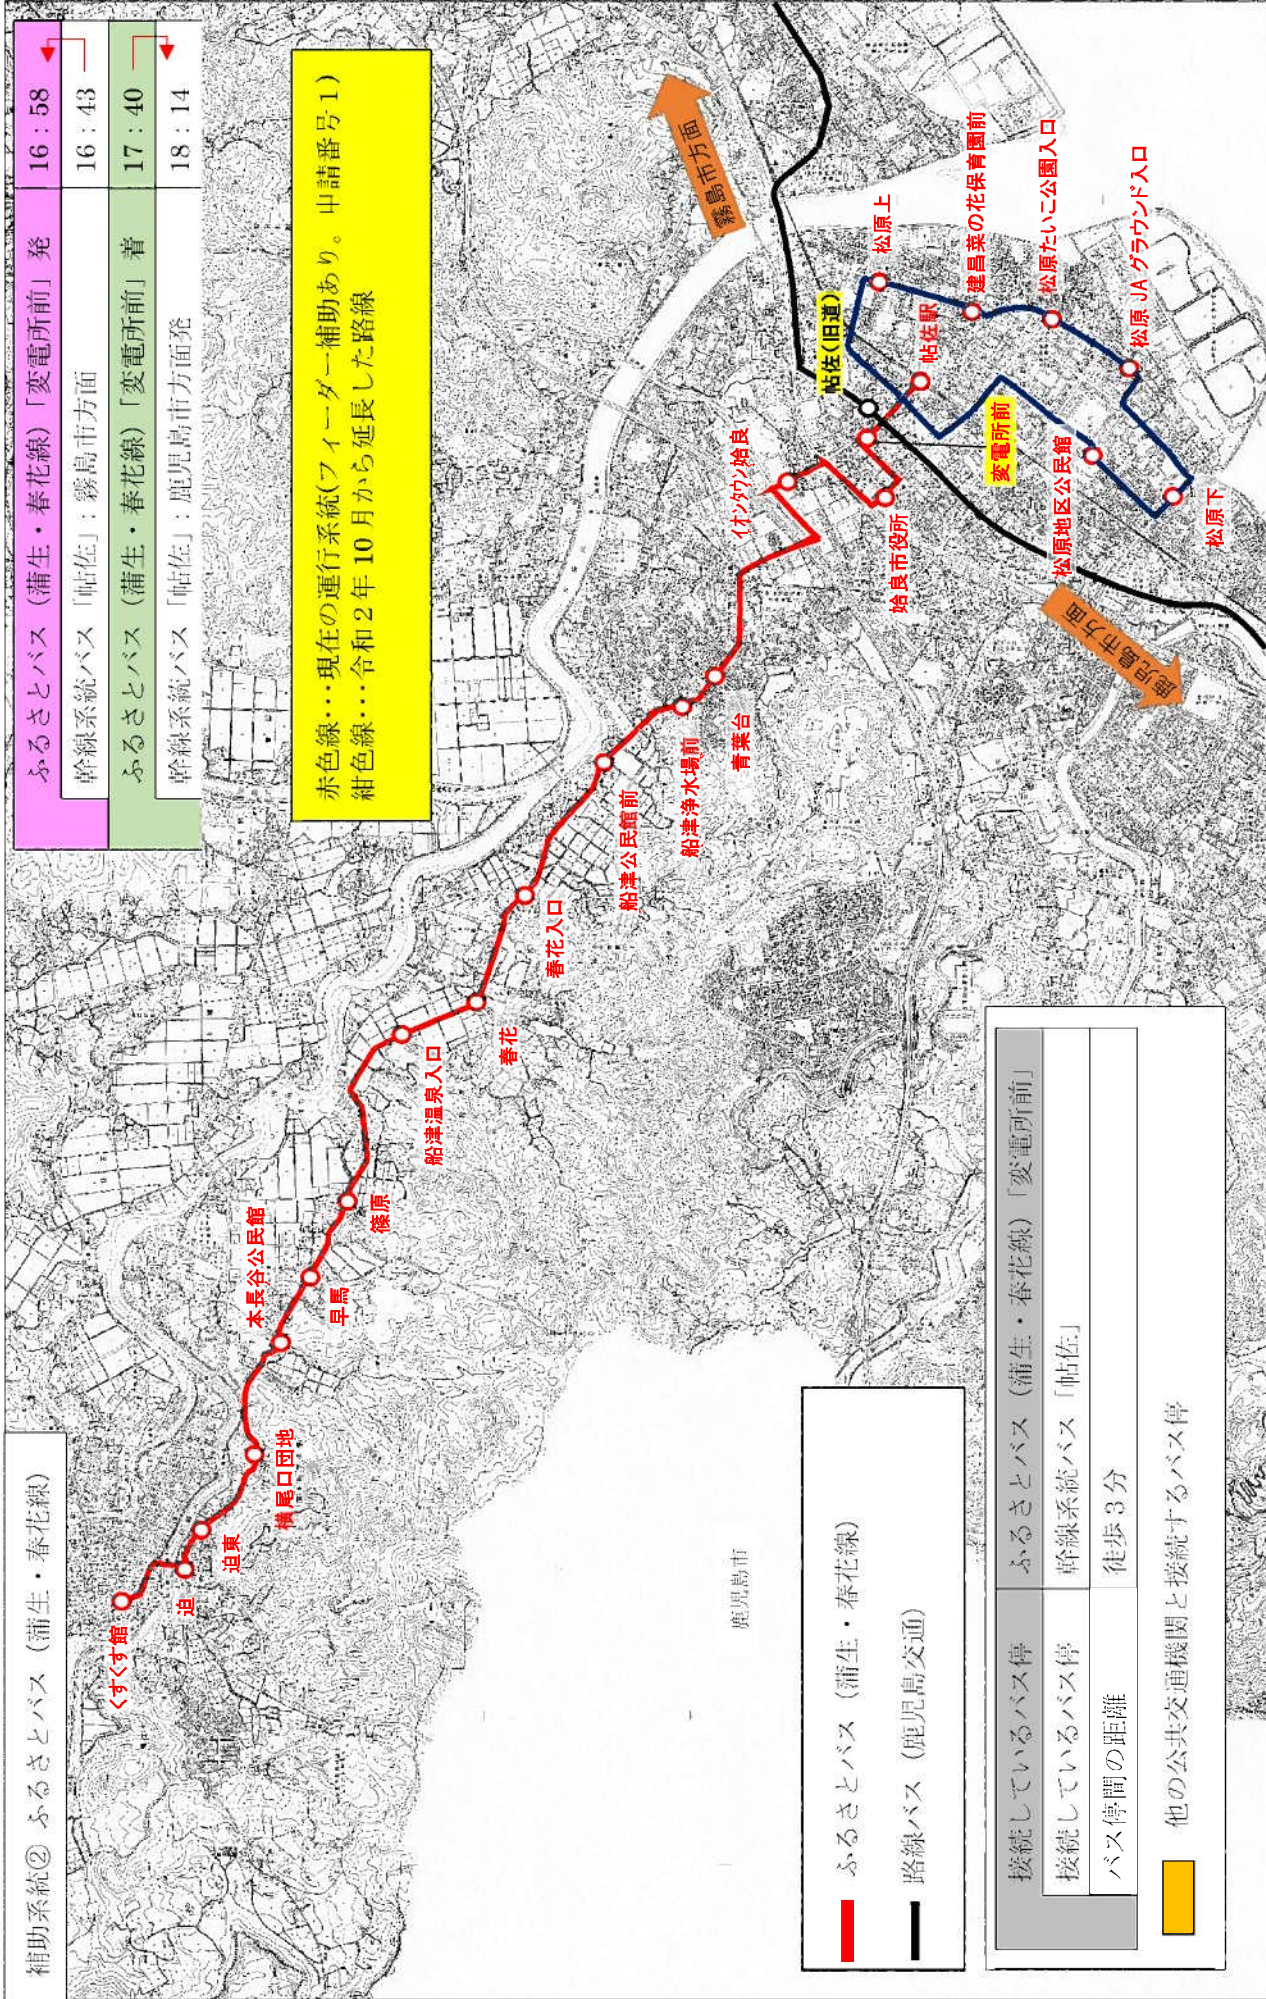 補助系統② ふるさとバス (蒲生・春花線)
ふるさとバス (蒲生・春花線) 「変電所前」 発 16：58
幹線系統バス 「帖佐」：霧島市方面 16：43
ふるさとバス (蒲生・春花線) 「変電所前」 着 17：40
幹線系統バス 「帖佐」：鹿児島市方面発 18：14
赤色線･･･現在の運行系統(フィーダー補助あり。申請番号1)
紺色線･･･令和2年10月から延長した路線
くすくす館
迫
迫東
横尾口団地
本長谷公民館
早馬
篠原
船津温泉入口
春花
春花入口
船津公民館前
船津浄水場前
青葉台
イオンタウン姶良
姶良市役所
帖佐(旧道)
帖佐駅
変電所前
松原上
建昌菜の花保育園前
松原たいこ公園入口
松原 JA グラウンド入口
松原地区公民館
松原下
霧島市方面
鹿児島市方面
鹿児島市
ふるさとバス (蒲生・春花線)
路線バス (鹿児島交通)
接続しているバス停 ふるさとバス (蒲生・春花線) 「変電所前」
接続しているバス停 幹線系統バス 「帖佐」
バス停間の距離 徒歩3分
他の公共交通機関と接続するバス停